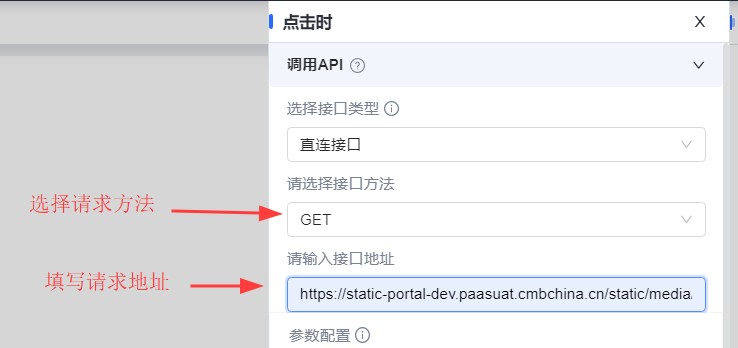 点击时 X
调用API
选择接口类型
直连接口
请选择接口方法
选择请求方法
GET
请输入接口地址
填写请求地址
https://static-portal-dev.paasuat.cmbchina.cn/static/media
参数配置